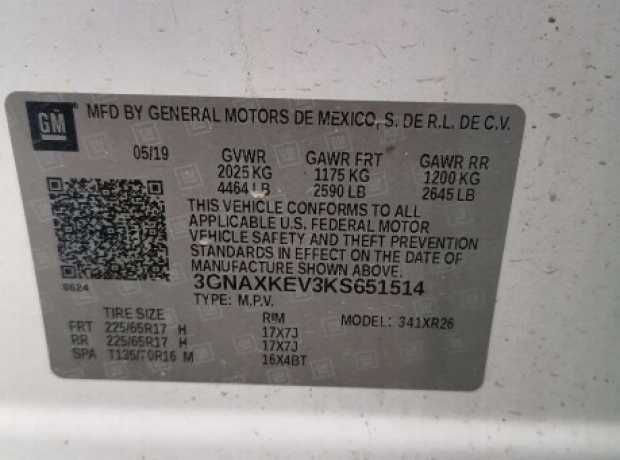 GM
MFD BY GENERAL MOTORS DE MEXICO, S. DE R.L. DE C.V.
05/19 GVWR GAWR FRT GAWR RR
2025 KG 1175 KG 1200 KG
4464 LB 2590 LB 2645 LB
THIS VEHICLE CONFORMS TO ALL
APPLICABLE U.S. FEDERAL MOTOR
VEHICLE SAFETY AND THEFT PREVENTION
STANDARDS IN EFFECT ON THE DATE OF
MANUFACTURE SHOWN ABOVE.
3GNAXKEV3KS651514
TYPE: M.P.V.
TIRE SIZE RIM MODEL: 341XR26
FRT 225/65R17 H 17X7J
RR 225/65R17 H 17X7J
SPA T135/70R16 M 16X4BT